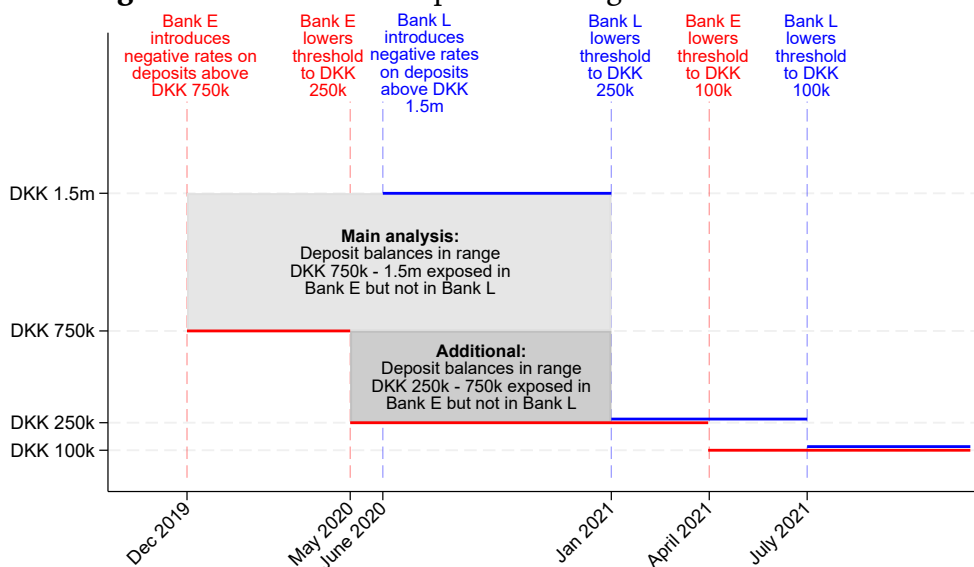 Bank E
introduces
negative rates on
deposits above
DKK 750k
Bank E
lowers
threshold
to DKK
250k
Bank L
introduces
negative rates
on deposits
above DKK
1.5m
Bank L
lowers
threshold
to DKK
250k
Bank E
lowers
threshold
to DKK
100k
Bank L
lowers
threshold
to DKK
100k
DKK 1.5m
Main analysis:
Deposit balances in range
DKK 750k - 1.5m exposed in
Bank E but not in Bank L
DKK 750k
Additional:
Deposit balances in range
DKK 250k - 750k exposed in
Bank E but not in Bank L
DKK 250k
DKK 100k
Dec 2019
May 2020
June 2020
Jan 2021
April 2021
July 2021